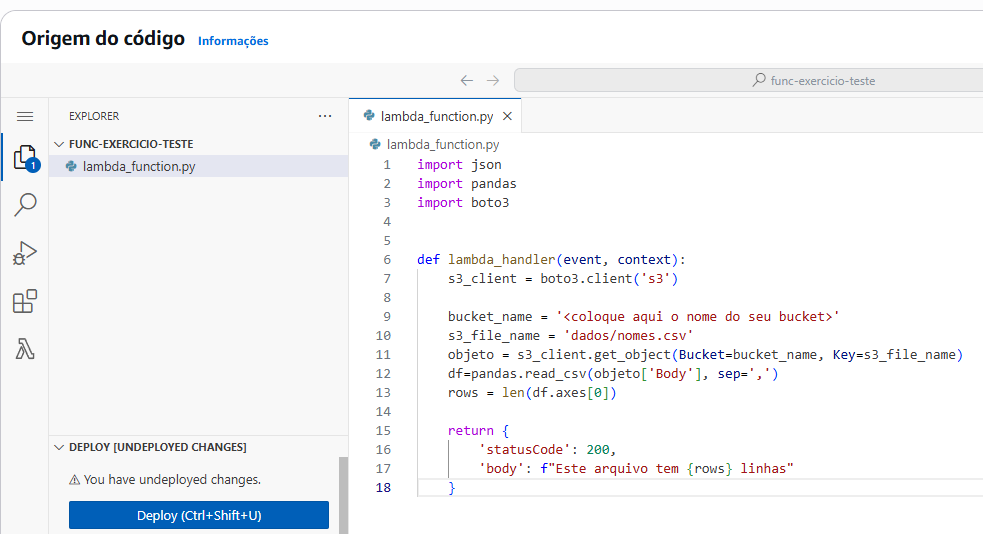 Origem do código Informações
func-exercicio-teste
EXPLORER ...
lambda_function.py
FUNC-EXERCICIO-TESTE
1
lambda_function.py
lambda_function.py
1 import json
2 import pandas
3 import boto3
4
5
6 def lambda_handler(event, context):
7 s3_client = boto3.client('s3')
8
9 bucket_name = '<coloque aqui o nome do seu bucket>'
10 s3_file_name = 'dados/nomes.csv'
11 objeto = s3_client.get_object(Bucket=bucket_name, Key=s3_file_name)
12 df=pandas.read_csv(objeto['Body'], sep=',')
13 rows = len(df.axes[0])
14
15 return {
16 'statusCode': 200,
17 'body': f"Este arquivo tem {rows} linhas"
18 }
DEPLOY [UNDEPLOYED CHANGES]
You have undeployed changes.
Deploy (Ctrl+Shift+U)